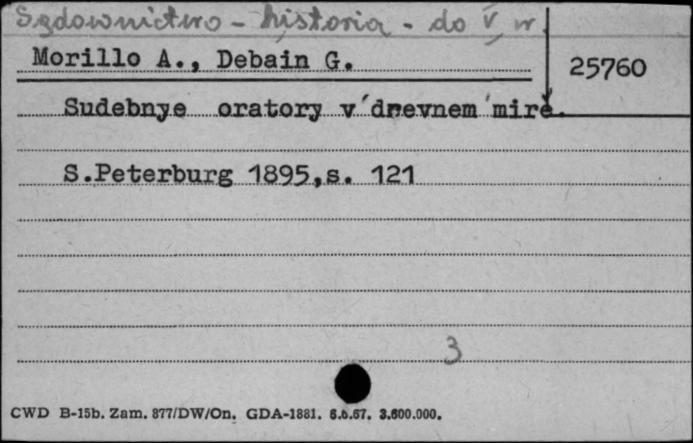 Sądownictwo - historia - do V w.
Morillo A., Debain G.
25760
Sudebnye oratory v drevnem mire.
S.Peterburg 1895,s. 121
3
CWD B-15b. Zam. 877/DW/On. GDA-1881. 6.6.67. 3.600.000.